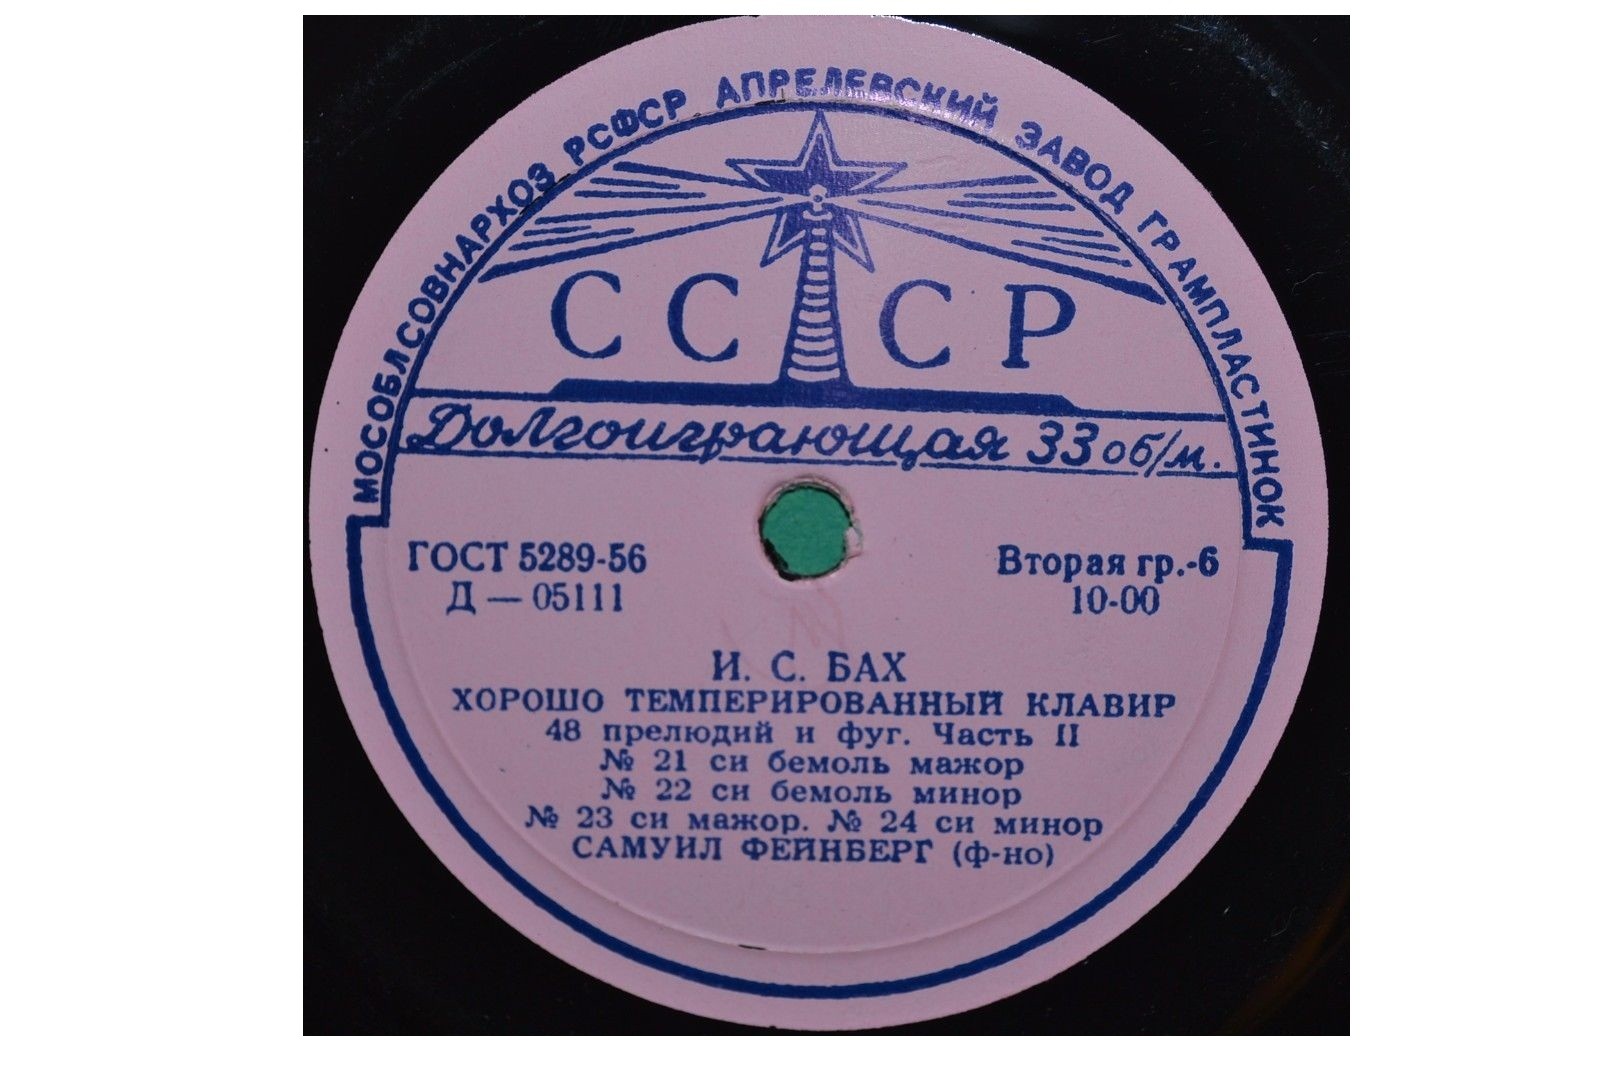 МОСОБЛСОВНАРХОЗ РСФСР АПРЕЛЕВСКИЙ ЗАВОД ГРАМПЛАСТИНОК
СССР
Долгоиграющая 33 об/м.
ГОСТ 5289-56
Д — 05111
Вторая гр.-6
10-00
И. С. БАХ
ХОРОШО ТЕМПЕРИРОВАННЫЙ КЛАВИР
48 прелюдий и фуг. Часть II
№ 21 си бемоль мажор
№ 22 си бемоль минор
№ 23 си мажор. № 24 си минор
САМУИЛ ФЕЙНБЕРГ (ф-но)